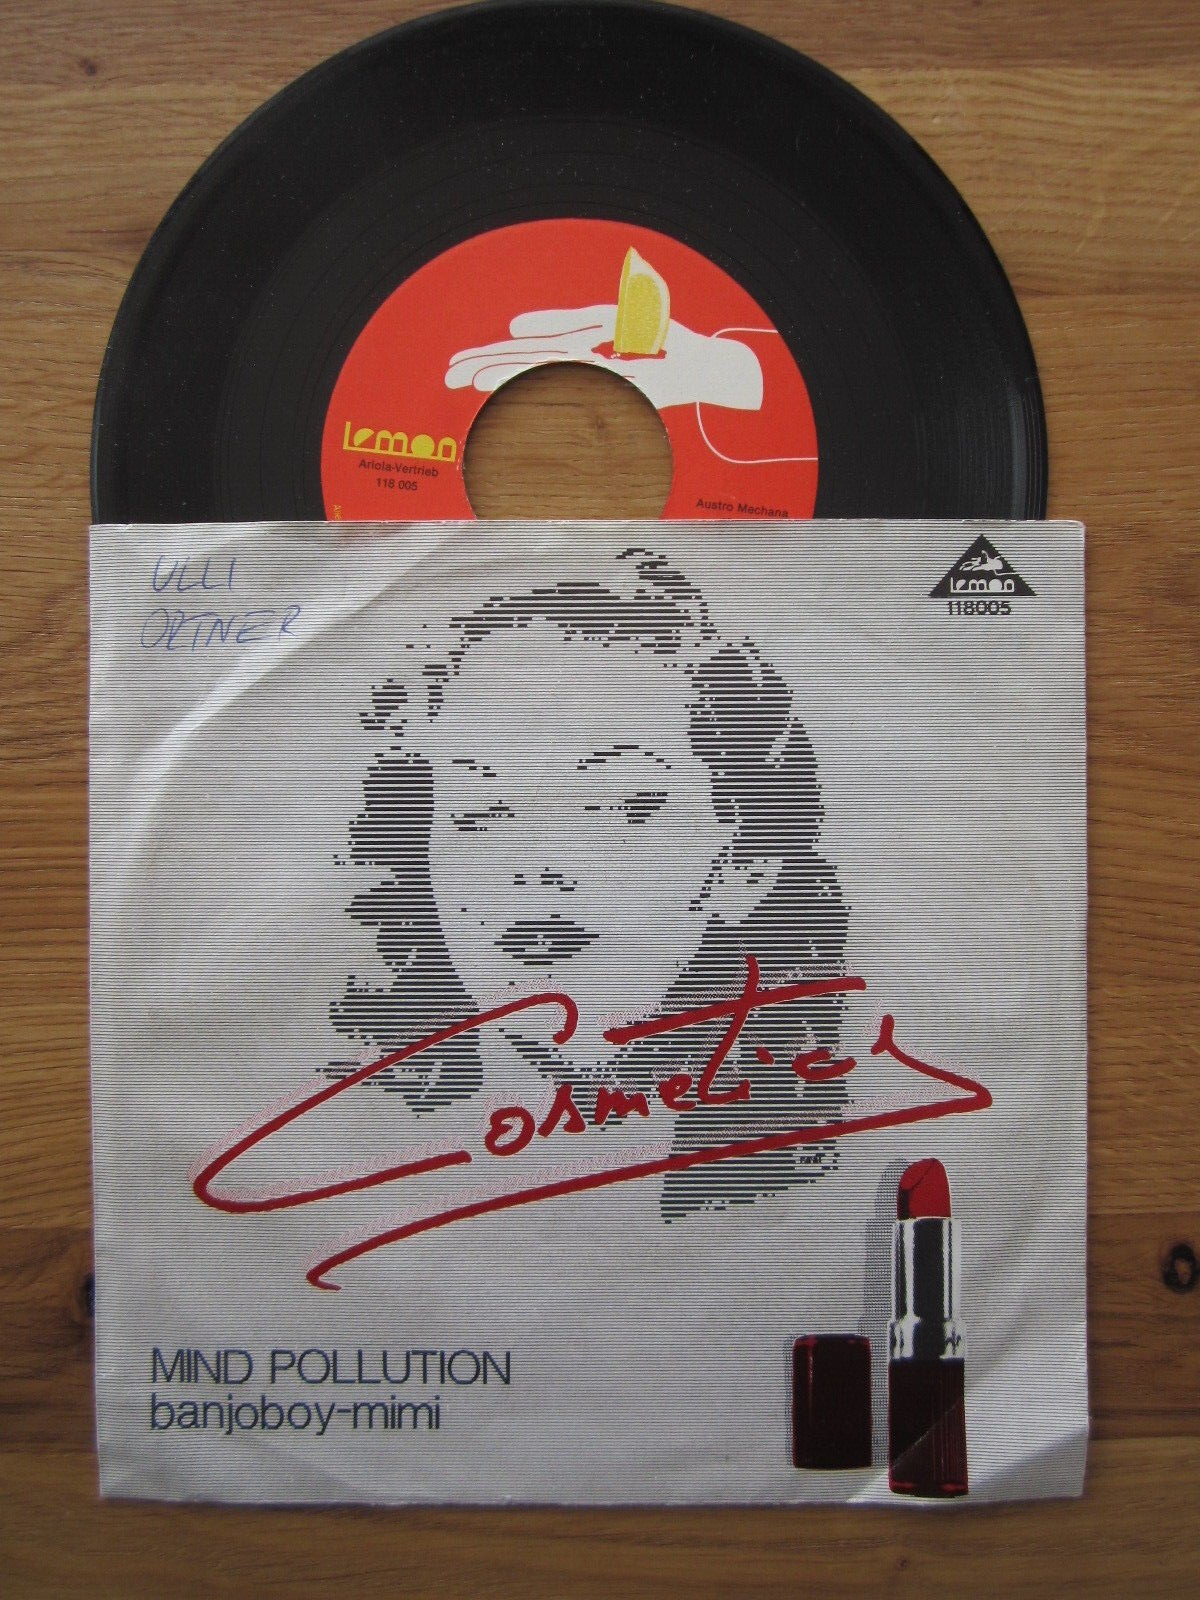 Lemon
Ariola-Vertrieb
118 005
Austro Mechana
ULLI
ORTNER
Lemon
118005
Cosmetics
MIND POLLUTION
banjoboy-mimi